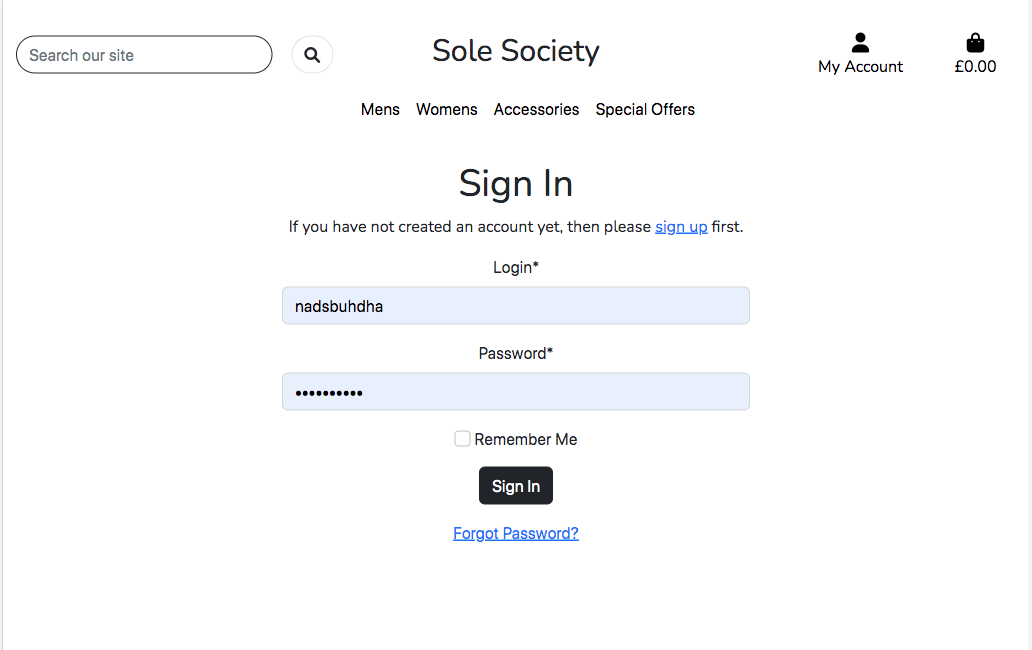 Search our site
Sole Society
My Account
£0.00
Mens Womens Accessories Special Offers
Sign In
If you have not created an account yet, then please sign up first.
Login*
nadsbuhdha
Password*
••••••••••
Remember Me
Sign In
Forgot Password?